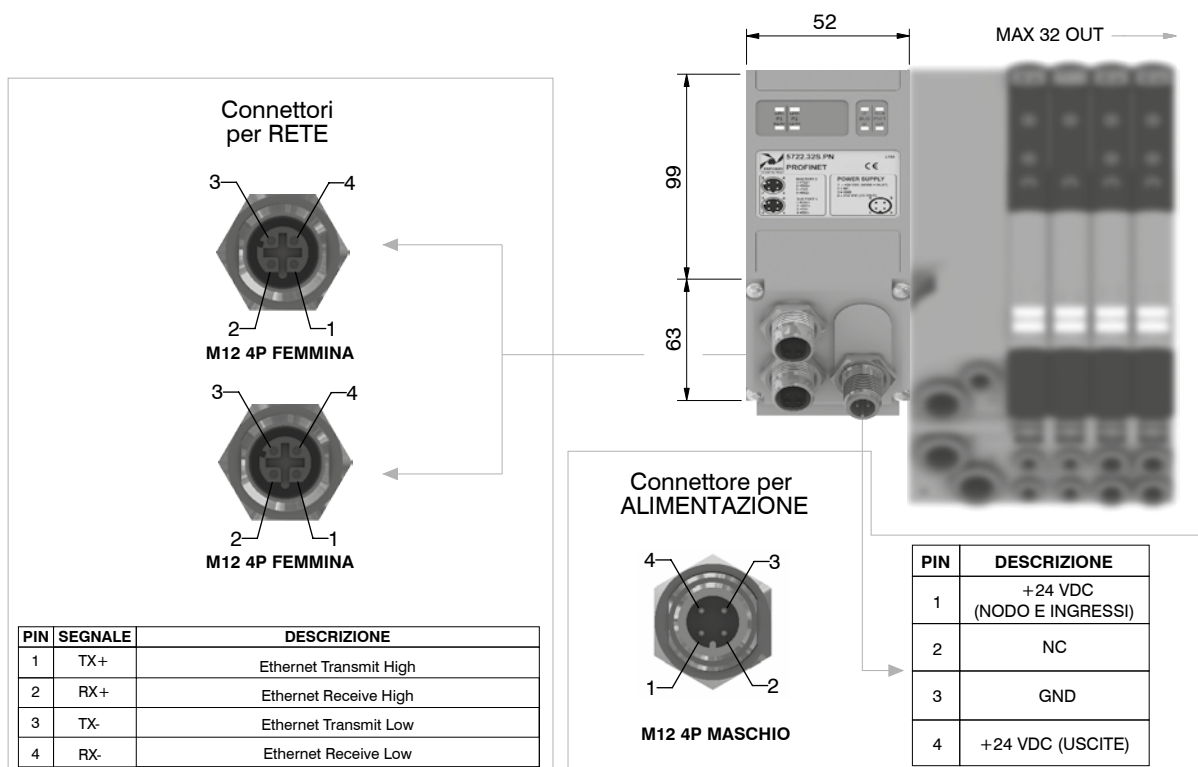 52
MAX 32 OUT
99
63
5722.32S.PN
PROFINET
POWER SUPPLY
Connettori
per RETE
3
4
2
1
M12 4P FEMMINA
3
4
2
1
M12 4P FEMMINA
PIN SEGNALE DESCRIZIONE
1 TX+ Ethernet Transmit High
2 RX+ Ethernet Receive High
3 TX- Ethernet Transmit Low
4 RX- Ethernet Receive Low
Connettore per
ALIMENTAZIONE
4
3
1
2
M12 4P MASCHIO
PIN DESCRIZIONE
1 +24 VDC
(NODO E INGRESSI)
2 NC
3 GND
4 +24 VDC (USCITE)